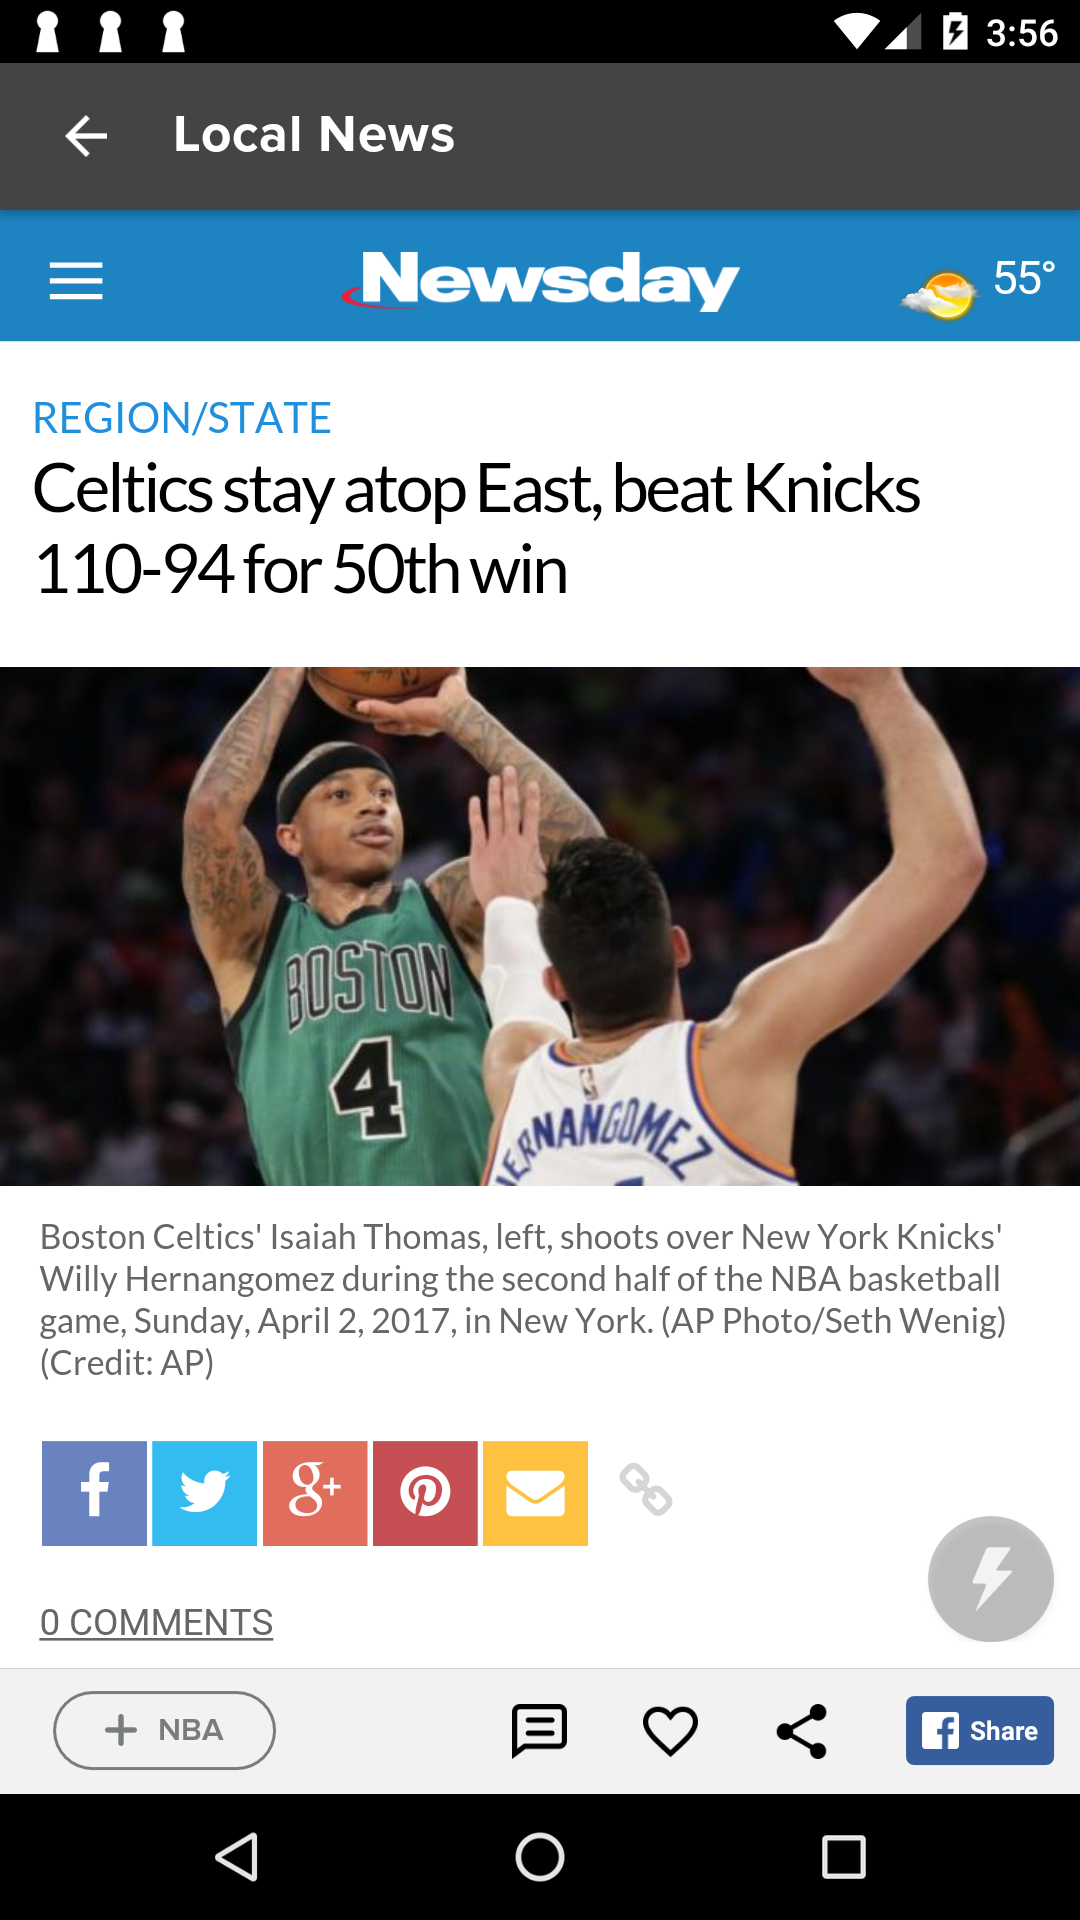 3:56
Local News
Newsday
55°
REGION/STATE
Celtics stay atop East, beat Knicks
110-94 for 50th win
BOSTON
4
HERNANGOMEZ
Boston Celtics' Isaiah Thomas, left, shoots over New York Knicks'
Willy Hernangomez during the second half of the NBA basketball
game, Sunday, April 2, 2017, in New York. (AP Photo/Seth Wenig)
(Credit: AP)
g+
0 COMMENTS
+ NBA
f Share